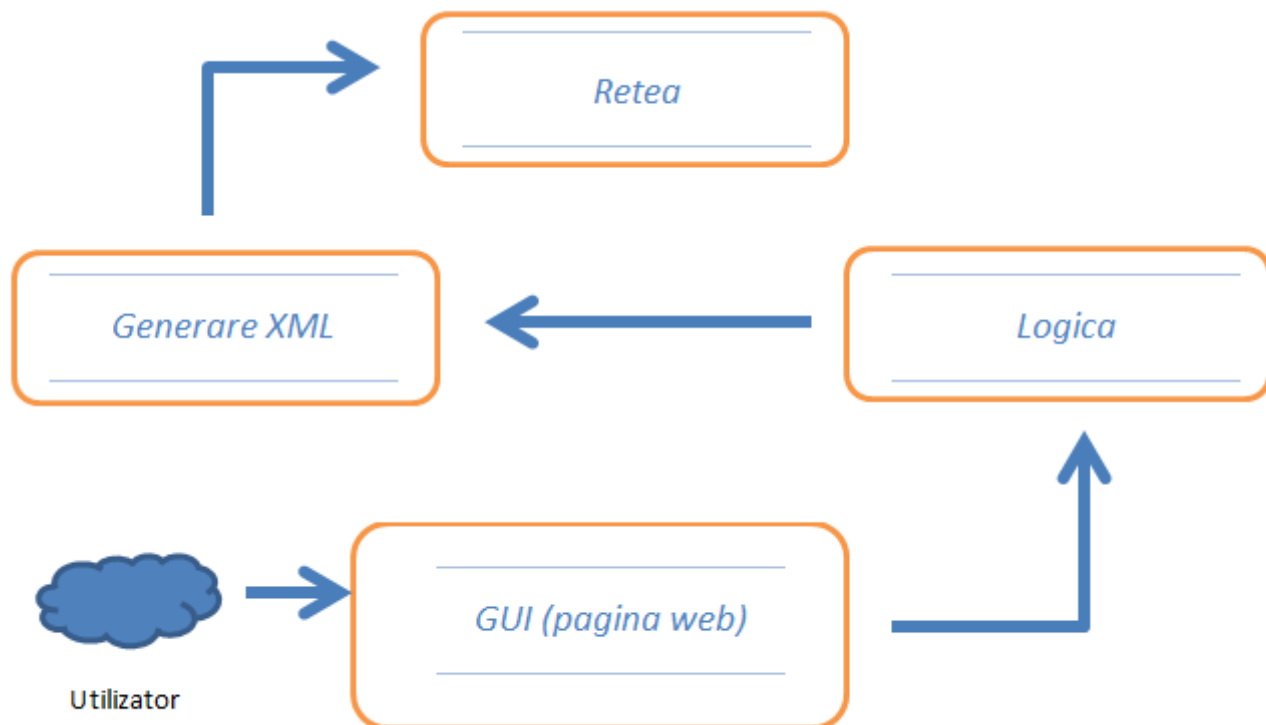 Retea
Generare XML
Logica
GUI (pagina web)
Utilizator